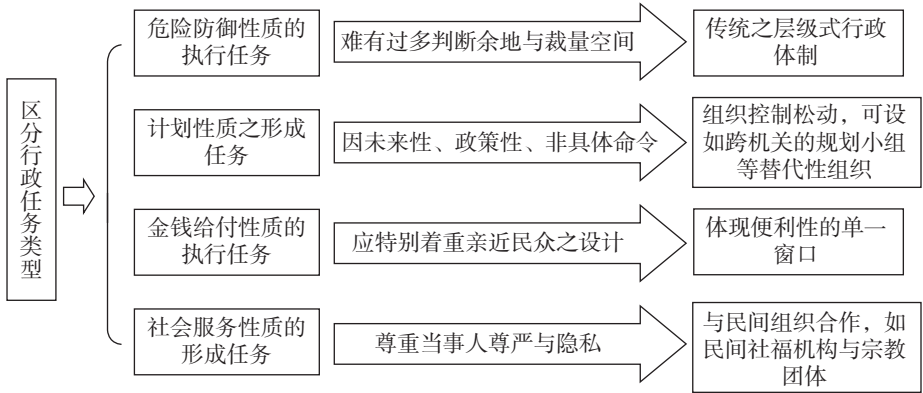 区分行政任务类型
危险防御性质的
执行任务
难有过多判断余地与裁量空间
传统之层级式行政
体制
计划性质之形成
任务
因未来性、政策性、非具体命令
组织控制松动，可设
如跨机关的规划小组
等替代性组织
金钱给付性质的
执行任务
应特别着重亲近民众之设计
体现便利性的单一
窗口
社会服务性质的
形成任务
尊重当事人尊严与隐私
与民间组织合作，如
民间社福机构与宗教
团体